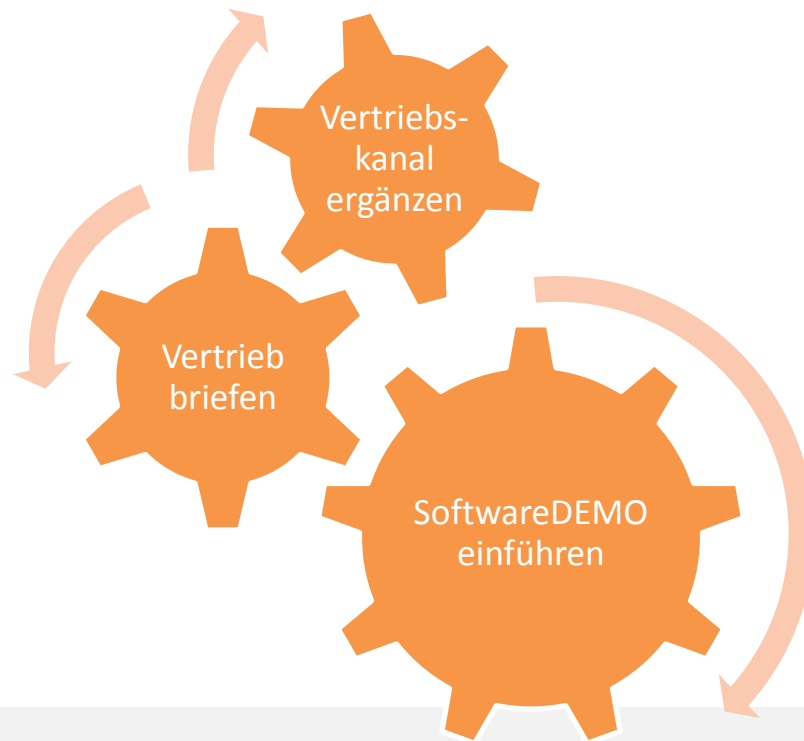 Vertriebs-
kanal
ergänzen
Vertrieb
briefen
SoftwareDEMO
einführen